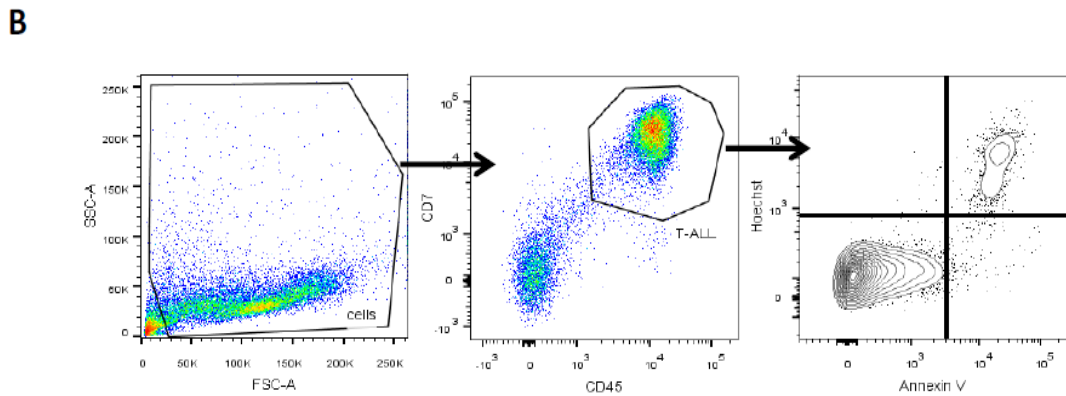 B
SSC-A
250K
200K
150K
100K
50K
0
cells
0 50K 100K 150K 200K 250K
FSC-A
CD7
10^5
10^4
10^3
0
-10^3
T-ALL
-10^3 0 10^3 10^4 10^5
CD45
Hoechst
10^4
10^3
0
0 10^3 10^4 10^5
Annexin V